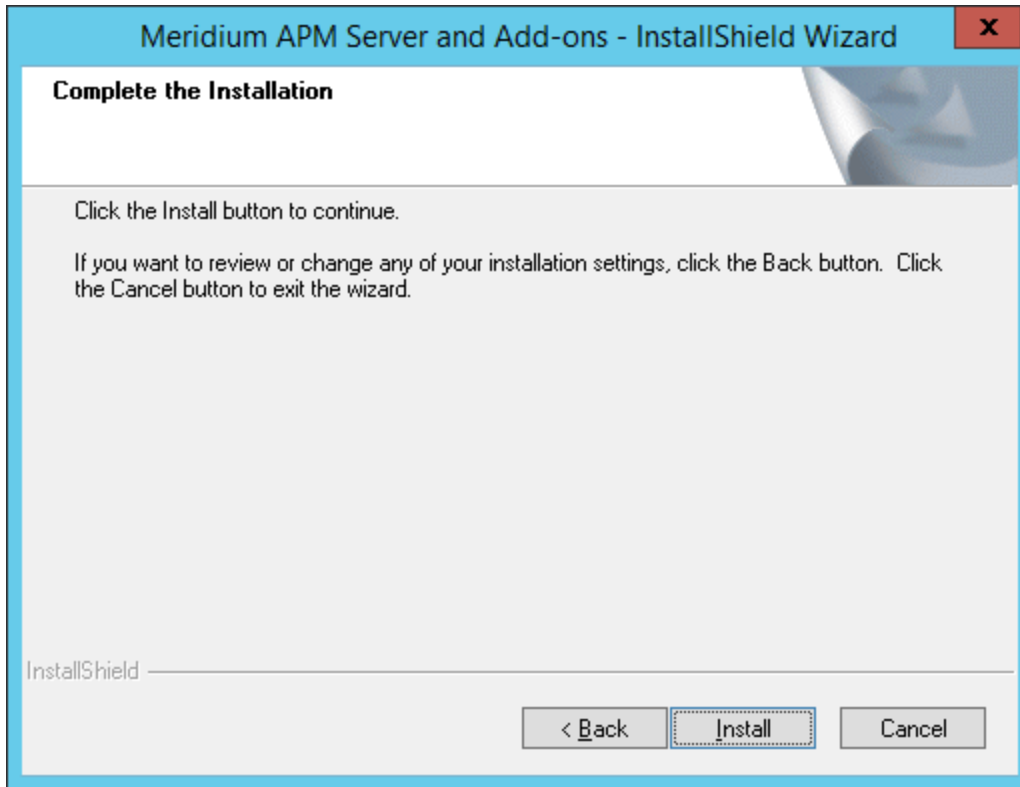 Meridium APM Server and Add-ons - InstallShield Wizard
x
Complete the Installation
Click the Install button to continue.
If you want to review or change any of your installation settings, click the Back button.  Click
the Cancel button to exit the wizard.
InstallShield
< Back
Install
Cancel